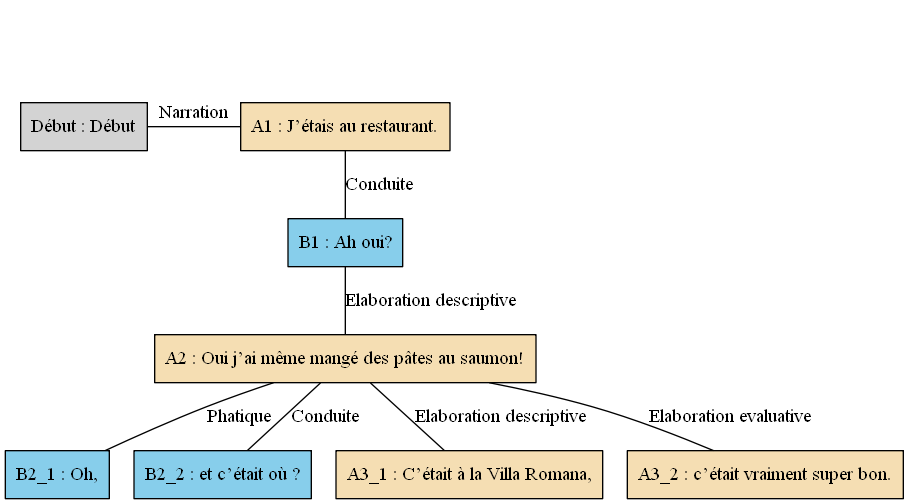 Début : Début
Narration
A1 : J'étais au restaurant.
Conduite
B1 : Ah oui?
Elaboration descriptive
A2 : Oui j'ai même mangé des pâtes au saumon!
Phatique
Conduite
Elaboration descriptive
Elaboration evaluative
B2_1 : Oh,
B2_2 : et c'était où ?
A3_1 : C'était à la Villa Romana,
A3_2 : c'était vraiment super bon.